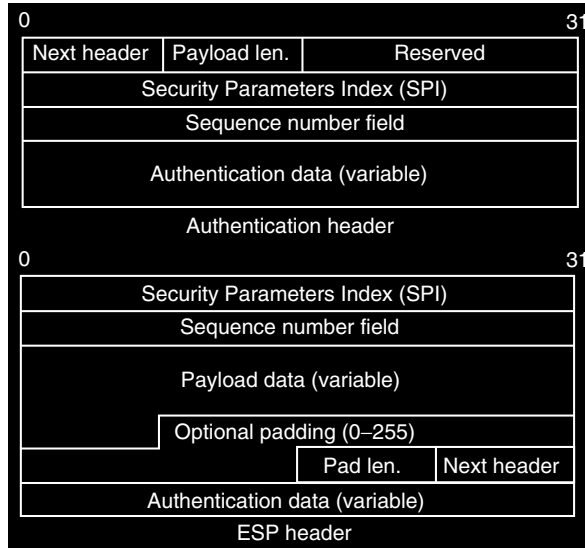 0 31
Next header Payload len. Reserved
Security Parameters Index (SPI)
Sequence number field
Authentication data (variable)
Authentication header
0 31
Security Parameters Index (SPI)
Sequence number field
Payload data (variable)
Optional padding (0–255)
Pad len. Next header
Authentication data (variable)
ESP header